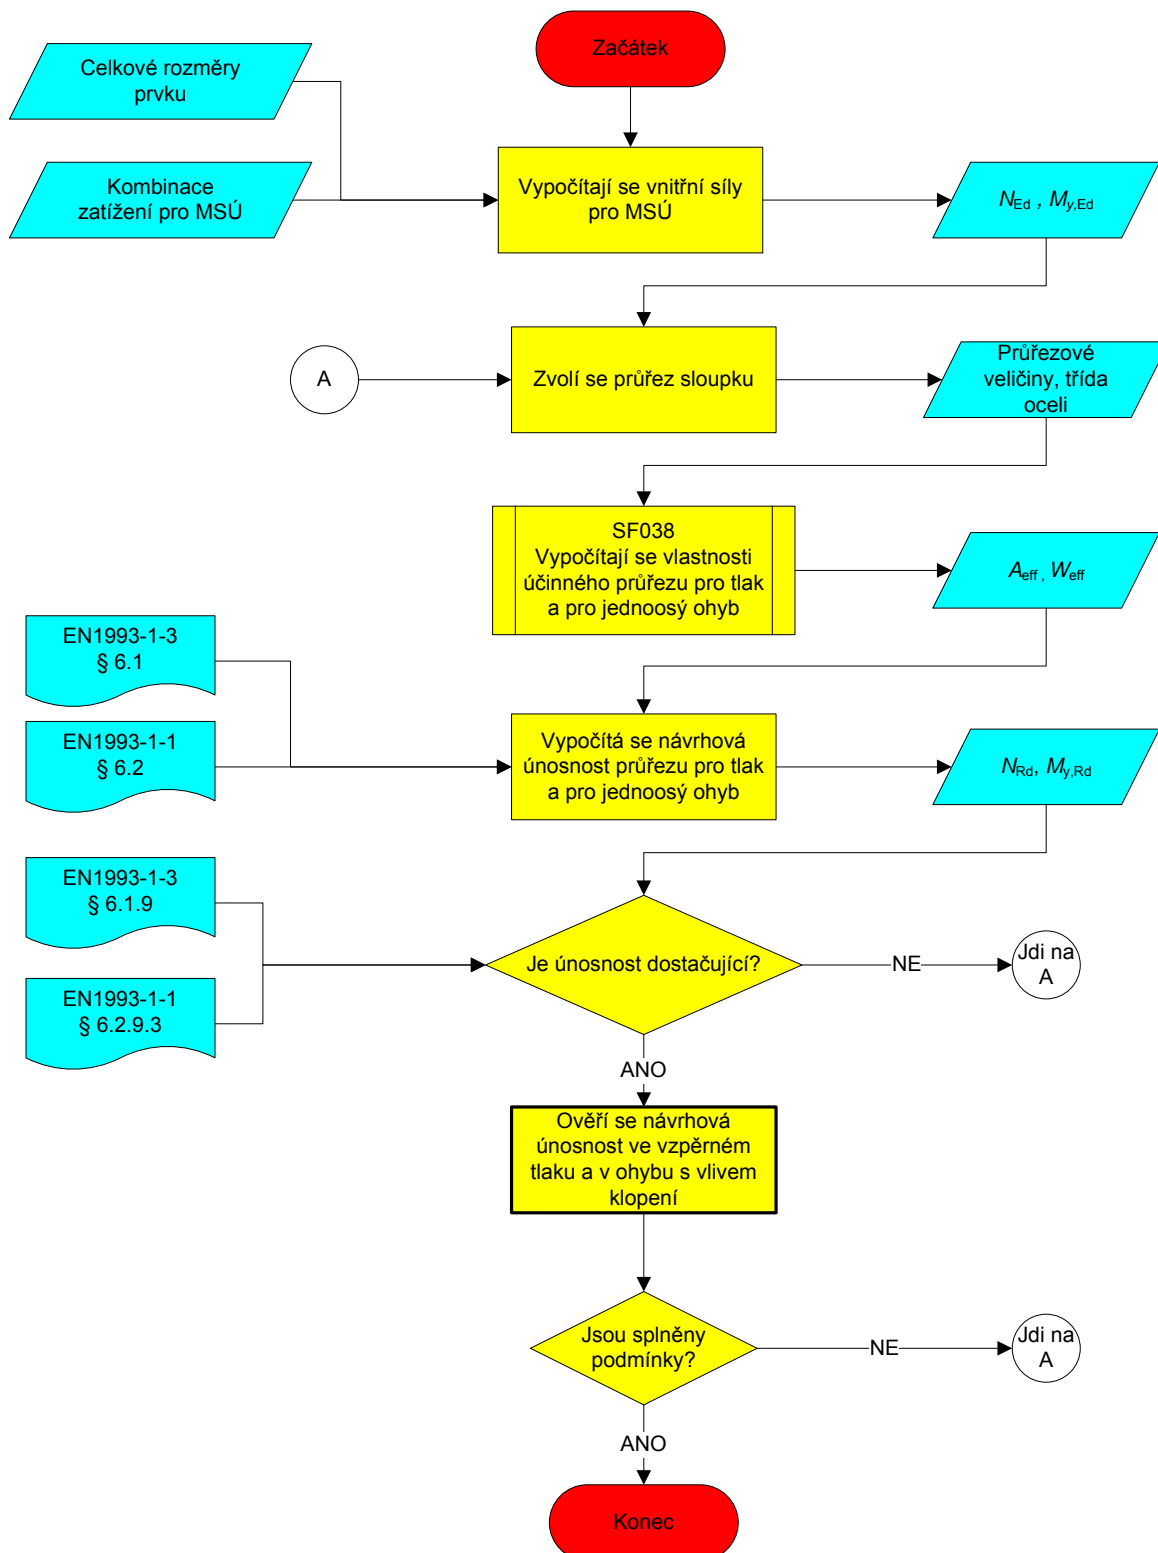 Začátek
Celkové rozměry
prvku
Kombinace
zatížení pro MSÚ
Vypočítají se vnitřní síly
pro MSÚ
NEd , My,Ed
A
Zvolí se průřez sloupku
Průřezové
veličiny, třída
oceli
SF038
Vypočítají se vlastnosti
účinného průřezu pro tlak
a pro jednoosý ohyb
Aeff , Weff
EN1993-1-3
§ 6.1
EN1993-1-1
§ 6.2
Vypočítá se návrhová
únosnost průřezu pro tlak
a pro jednoosý ohyb
NRd, My,Rd
EN1993-1-3
§ 6.1.9
EN1993-1-1
§ 6.2.9.3
Je únosnost dostačující?
NE
Jdi na
A
ANO
Ověří se návrhová
únosnost ve vzpěrném
tlaku a v ohybu s vlivem
klopení
Jsou splněny
podmínky?
NE
Jdi na
A
ANO
Konec